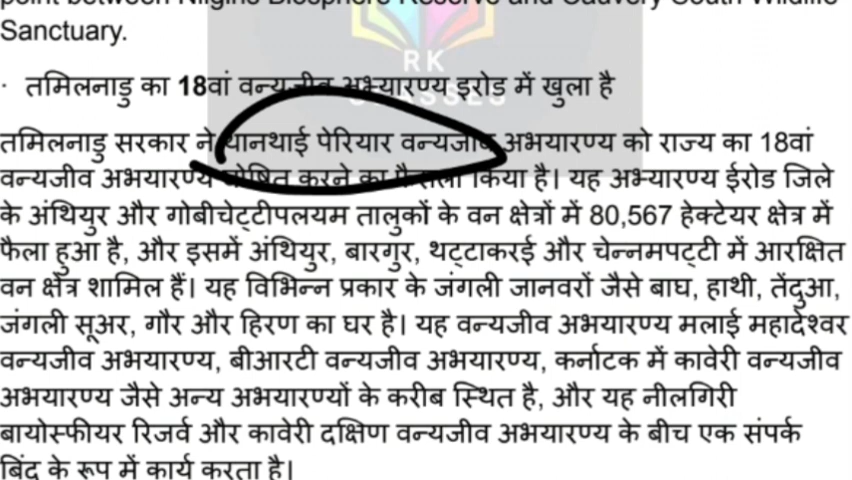 point between Nilgiris Biosphere Reserve and Cauvery South Wildlife
Sanctuary.
RK
CLASSES
· तमिलनाडु का 18वां वन्यजीव अभ्यारण्य इरोड में खुला है
तमिलनाडु सरकार ने थानथाई पेरियार वन्यजीव अभयारण्य को राज्य का 18वां
वन्यजीव अभयारण्य घोषित करने का फैसला किया है। यह अभ्यारण्य ईरोड जिले
के अंथियुर और गोबीचेट्टीपलयम तालुकों के वन क्षेत्रों में 80,567 हेक्टेयर क्षेत्र में
फैला हुआ है, और इसमें अंथियुर, बारगुर, थट्टाकरई और चेन्नमपट्टी में आरक्षित
वन क्षेत्र शामिल हैं। यह विभिन्न प्रकार के जंगली जानवरों जैसे बाघ, हाथी, तेंदुआ,
जंगली सूअर, गौर और हिरण का घर है। यह वन्यजीव अभयारण्य मलाई महादेश्वर
वन्यजीव अभयारण्य, बीआरटी वन्यजीव अभयारण्य, कर्नाटक में कावेरी वन्यजीव
अभयारण्य जैसे अन्य अभयारण्यों के करीब स्थित है, और यह नीलगिरी
बायोस्फीयर रिजर्व और कावेरी दक्षिण वन्यजीव अभयारण्य के बीच एक संपर्क
बिंदु के रूप में कार्य करता है।